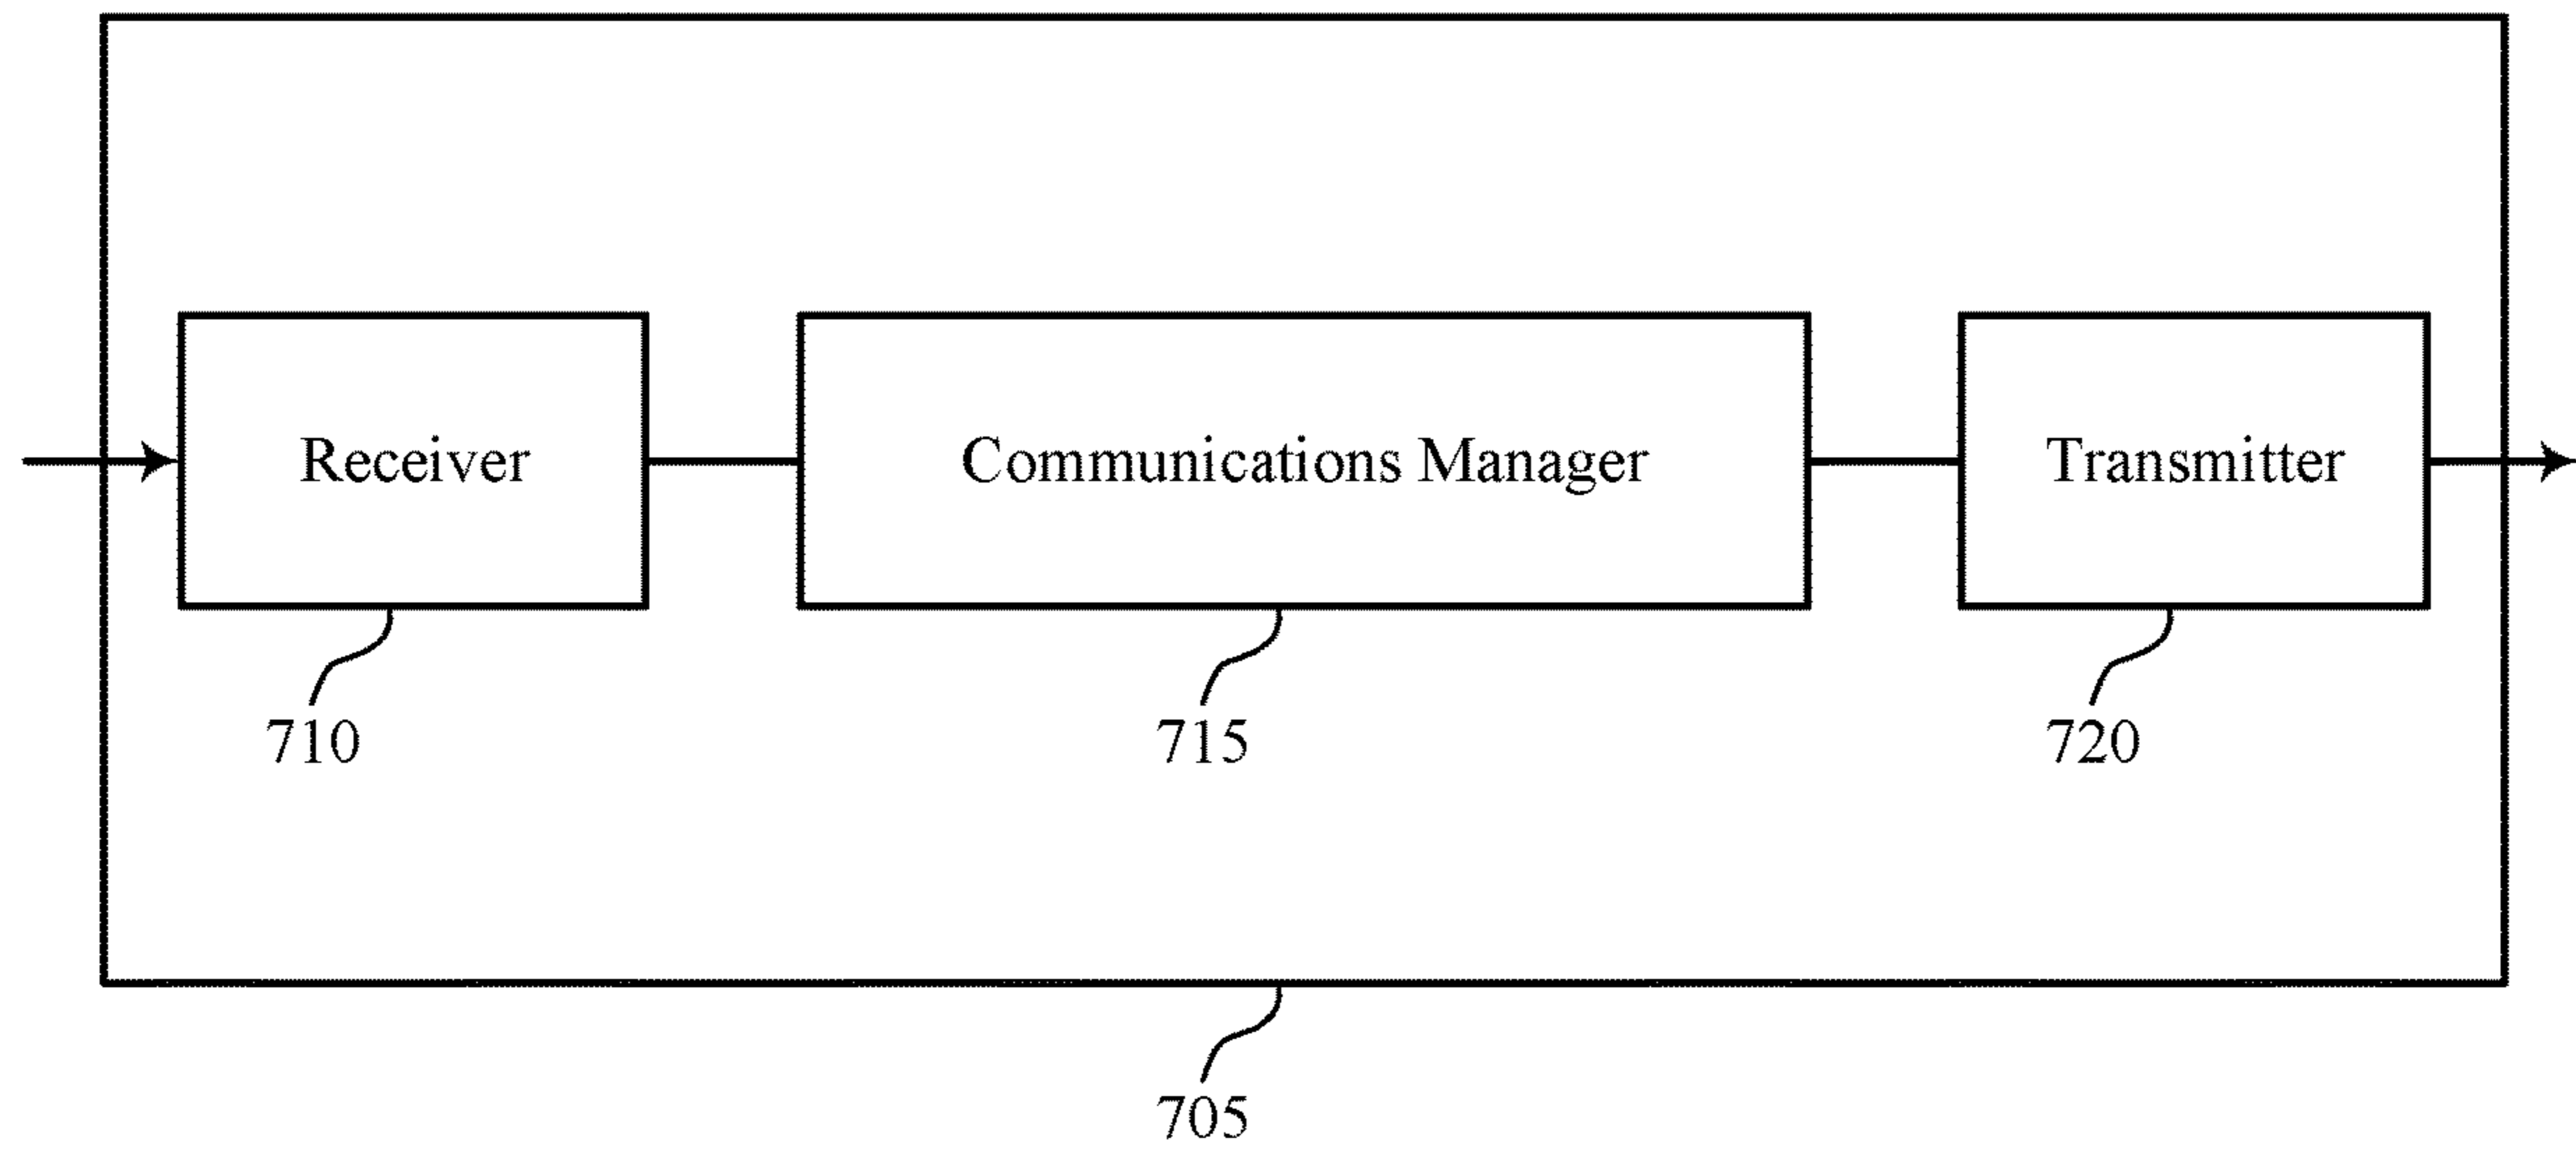 Receiver
Communications Manager
Transmitter
710
715
720
705